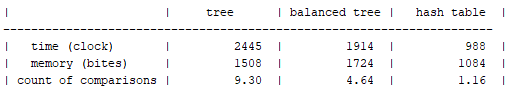 |                       |     tree     | balanced tree |  hash table  |
-----------------------------------------------------------------------
|   time (clock)        |         2445 |          1914 |          988 |
|   memory (bites)      |         1508 |          1724 |         1084 |
| count of comparisons  |         9.30 |          4.64 |         1.16 |